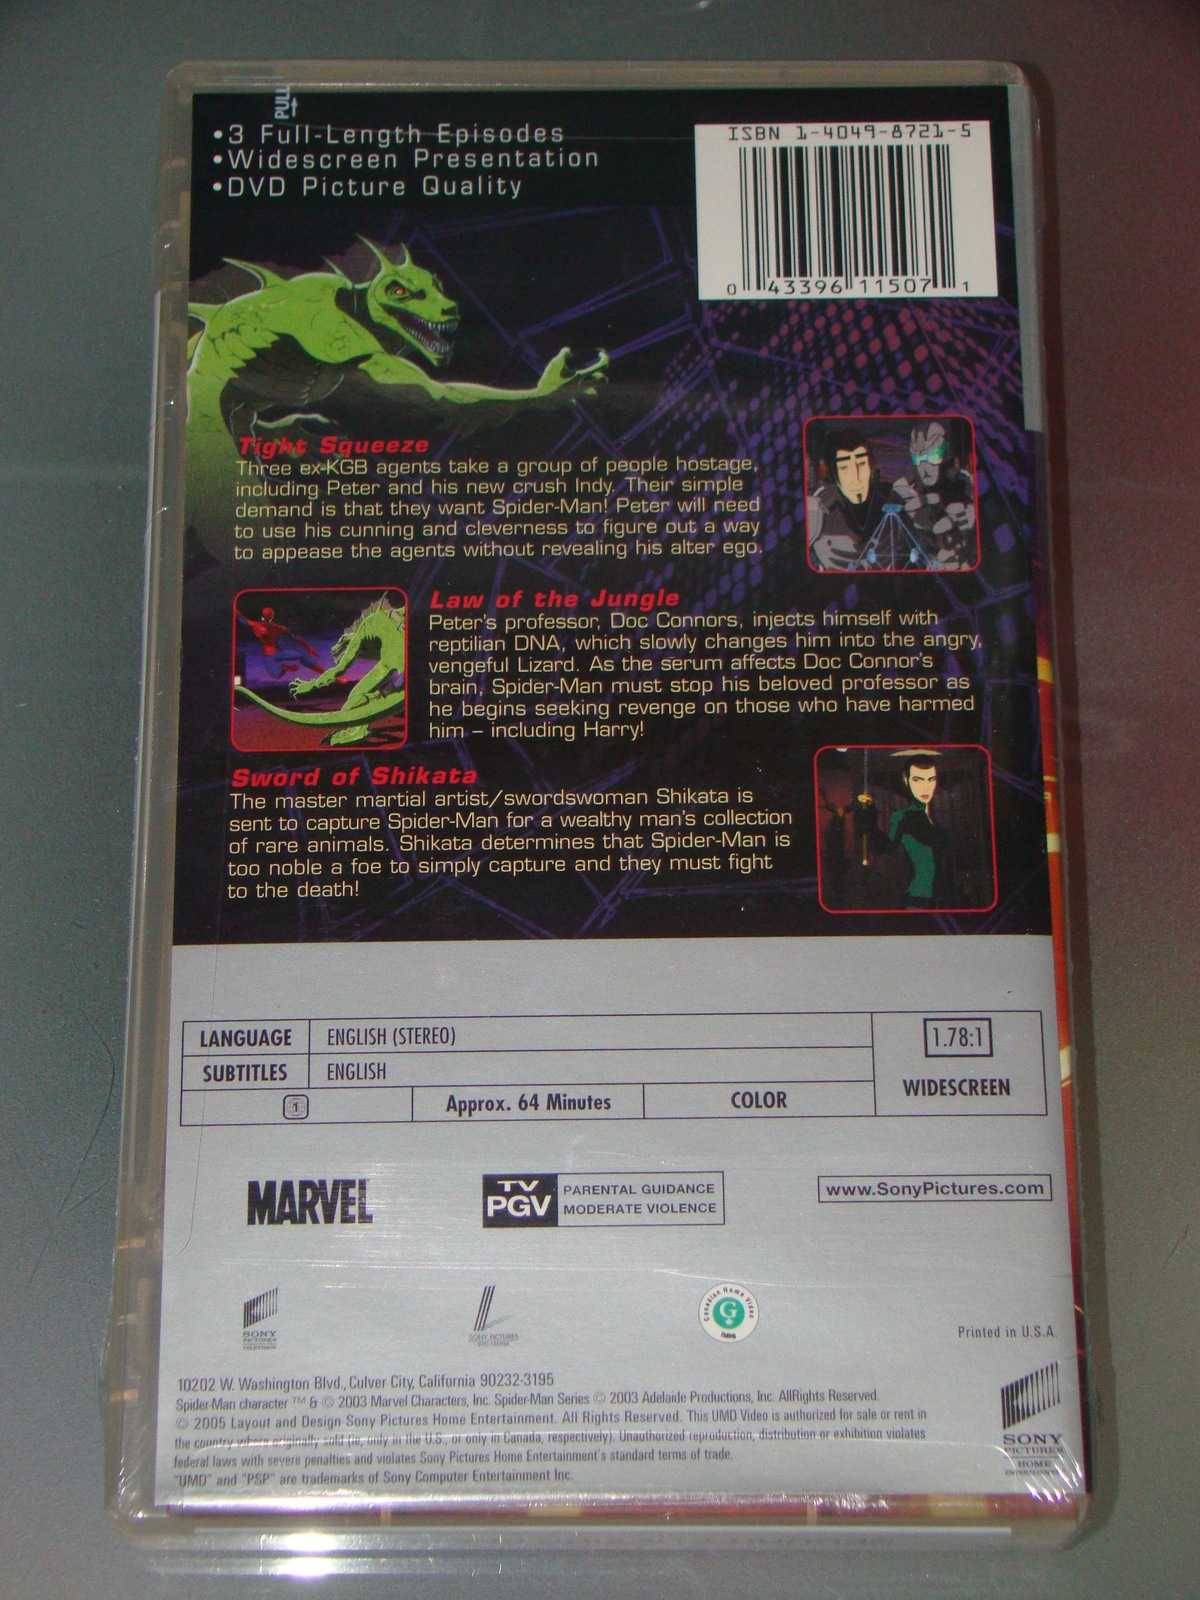 PULL
•3 Full-Length Episodes
•Widescreen Presentation
•DVD Picture Quality
ISBN 1-4049-8721-5
0 43396 11507 1
Tight Squeeze
Three ex-KGB agents take a group of people hostage,
including Peter and his new crush Indy. Their simple
demand is that they want Spider-Man! Peter will need
to use his cunning and cleverness to figure out a way
to appease the agents without revealing his alter ego.
Law of the Jungle
Peter's professor, Doc Connors, injects himself with
reptilian DNA, which slowly changes him into the angry,
vengeful Lizard. As the serum affects Doc Connor's
brain, Spider-Man must stop his beloved professor as
he begins seeking revenge on those who have harmed
him – including Harry!
Sword of Shikata
The master martial artist/swordswoman Shikata is
sent to capture Spider-Man for a wealthy man's collection
of rare animals. Shikata determines that Spider-Man is
too noble a foe to simply capture and they must fight
to the death!
LANGUAGE ENGLISH (STEREO)
SUBTITLES ENGLISH
1 Approx. 64 Minutes COLOR
1.78:1
WIDESCREEN
MARVEL
TV
PGV
PARENTAL GUIDANCE
MODERATE VIOLENCE
www.SonyPictures.com
SONY
PICTURES
TELEVISION
SONY PICTURES
DVD CENTER
Canadian Home Video
G
Printed in U.S.A.
10202 W. Washington Blvd., Culver City, California 90232-3195
Spider-Man character ™ & © 2003 Marvel Characters, Inc. Spider-Man Series © 2003 Adelaide Productions, Inc. AllRights Reserved.
© 2005 Layout and Design Sony Pictures Home Entertainment. All Rights Reserved. This UMD Video is authorized for sale or rent in
the country where originally sold (ie, only in the U.S., or only in Canada, respectively). Unauthorized reproduction, distribution or exhibition violates
federal laws with severe penalties and violates Sony Pictures Home Entertainment's standard terms of trade.
"UMD" and "PSP" are trademarks of Sony Computer Entertainment Inc.
SONY
PICTURES
HOME
ENTERTAINMENT